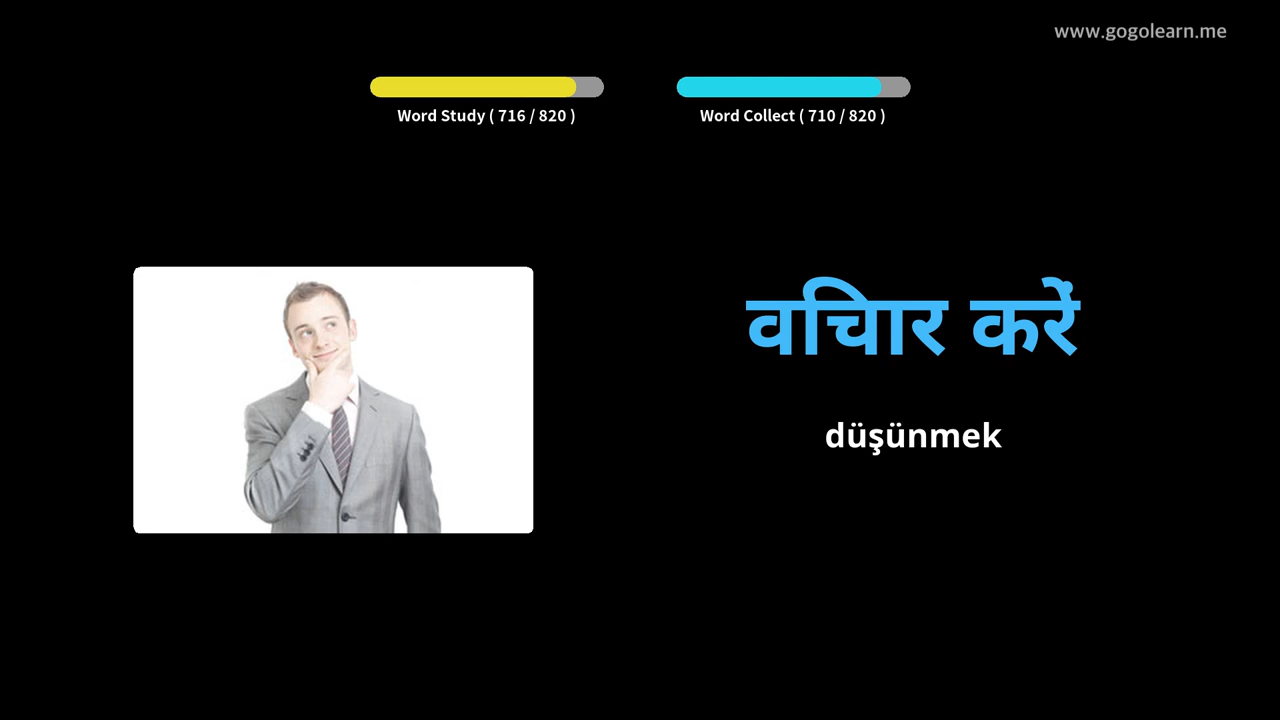 www.gogolearn.me
Word Study ( 716 / 820 )
Word Collect ( 710 / 820 )
वचिार करें
düşünmek